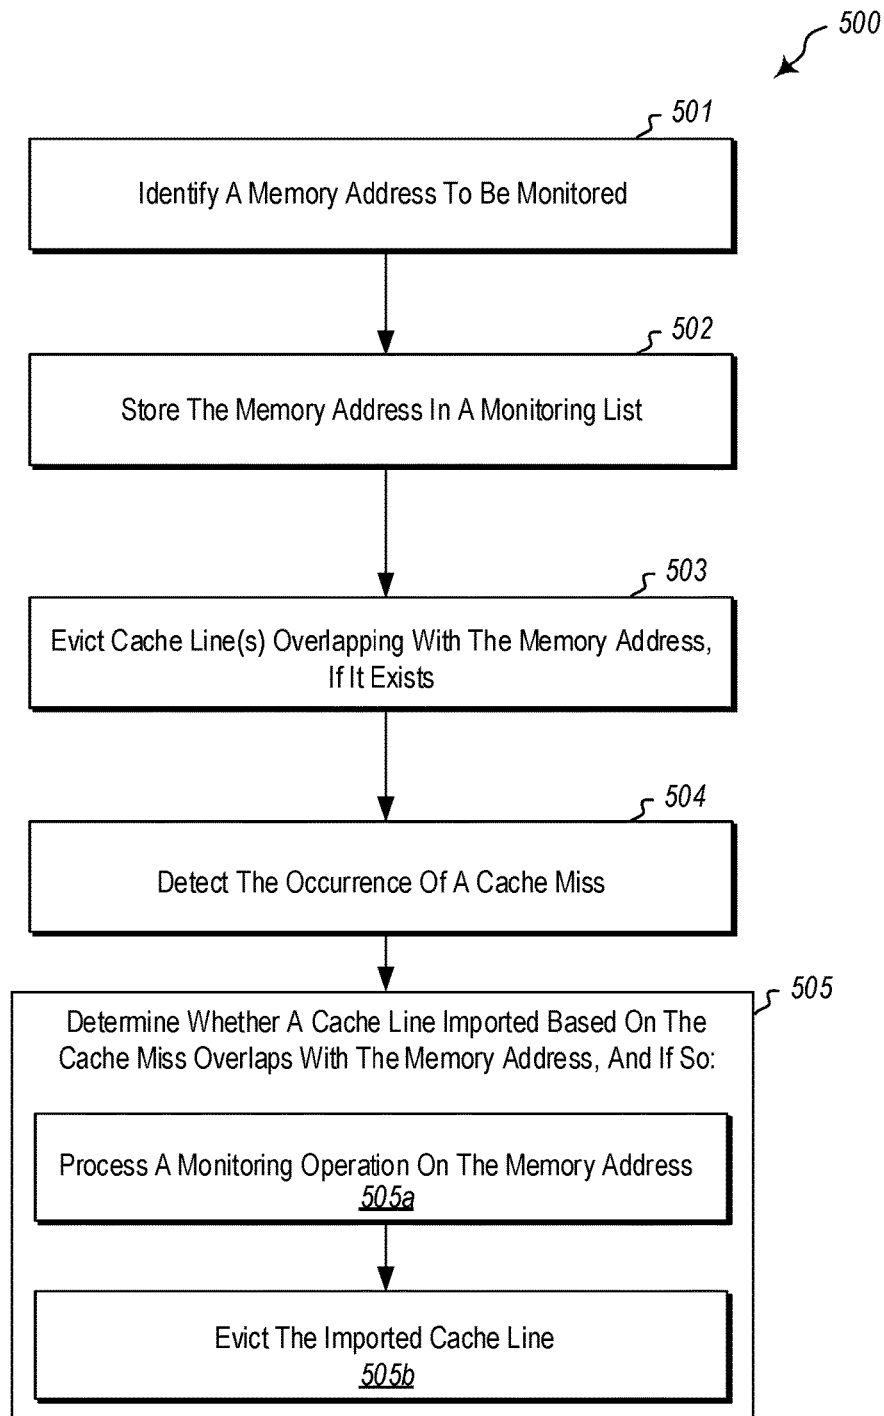 500
501
Identify A Memory Address To Be Monitored
502
Store The Memory Address In A Monitoring List
503
Evict Cache Line(s) Overlapping With The Memory Address,
If It Exists
504
Detect The Occurrence Of A Cache Miss
505
Determine Whether A Cache Line Imported Based On The
Cache Miss Overlaps With The Memory Address, And If So:
Process A Monitoring Operation On The Memory Address
505a
Evict The Imported Cache Line
505b